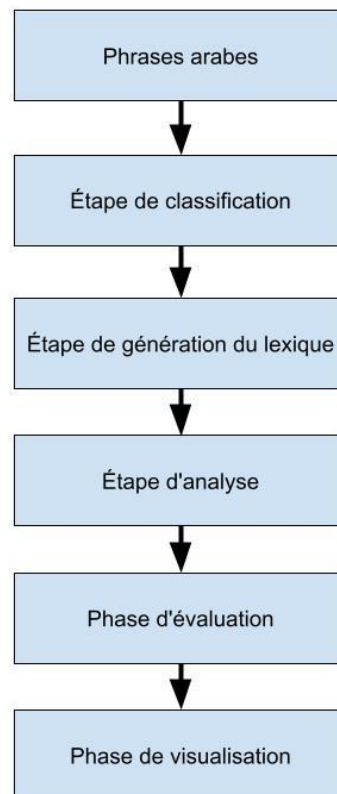 Phrases arabes
Étape de classification
Étape de génération du lexique
Étape d'analyse
Phase d'évaluation
Phase de visualisation